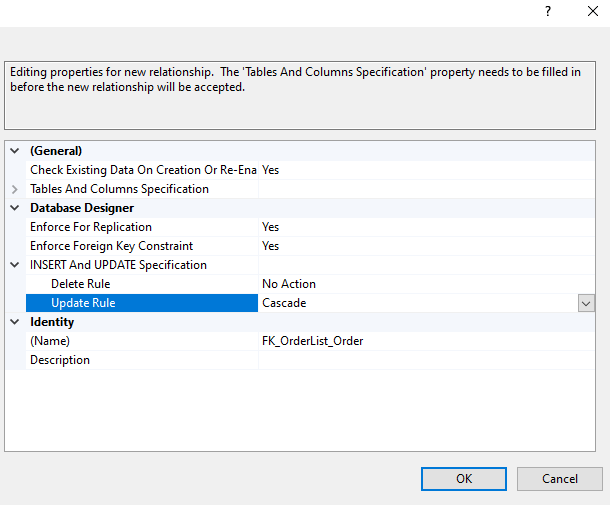 ?
Editing properties for new relationship.  The 'Tables And Columns Specification' property needs to be filled in
before the new relationship will be accepted.
(General)
Check Existing Data On Creation Or Re-Ena Yes
Tables And Columns Specification
Database Designer
Enforce For Replication Yes
Enforce Foreign Key Constraint Yes
INSERT And UPDATE Specification
Delete Rule No Action
Update Rule Cascade
Identity
(Name) FK_OrderList_Order
Description
OK Cancel